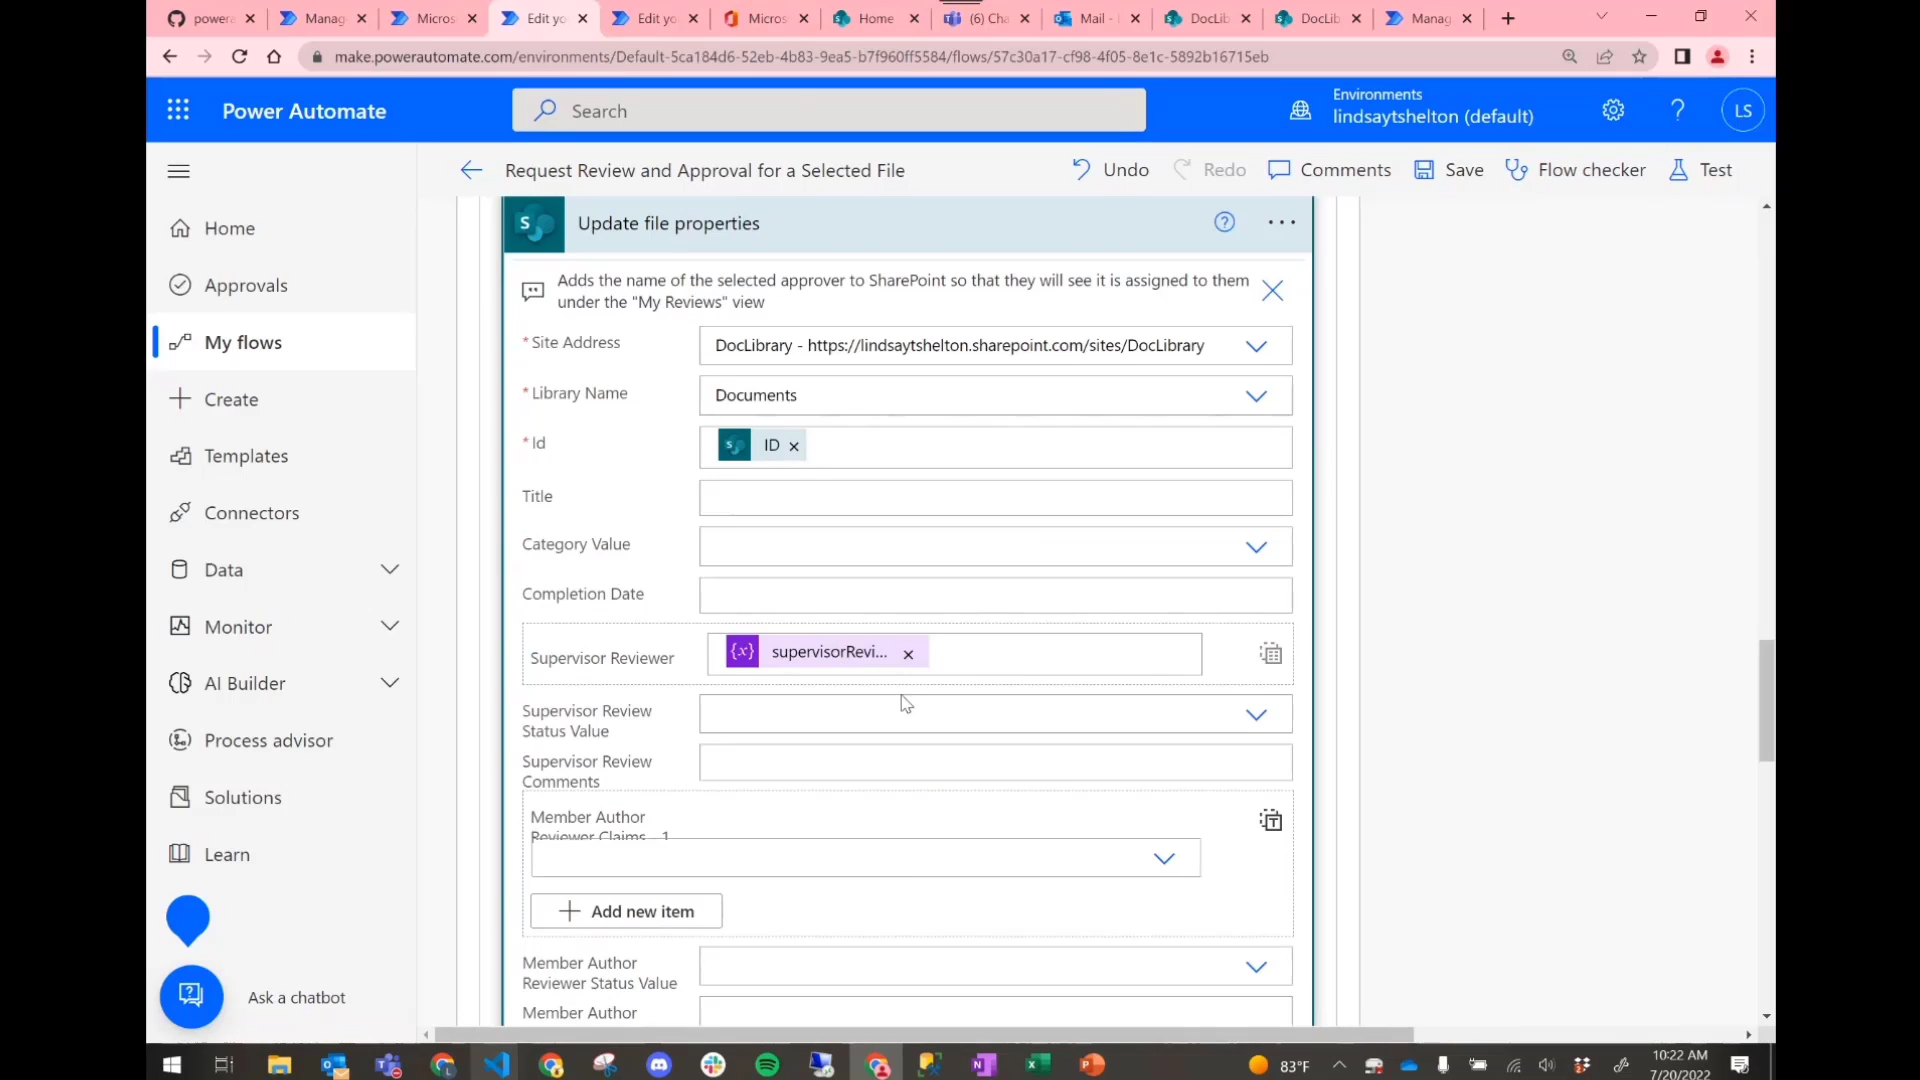 power
Manag
Micros
Edit yo
Edit yo
Micros
Home
(6) Cha
Mail -
DocLib
DocLib
Manag
make.powerautomate.com/environments/Default-5ca184d6-52eb-4b83-9ea5-b7f960ff5584/flows/57c30a17-cf98-4f05-8e1c-5892b16715eb
Power Automate
Search
Environments
lindsaytshelton (default)
LS
Request Review and Approval for a Selected File
Undo
Redo
Comments
Save
Flow checker
Test
Home
Approvals
My flows
Create
Templates
Connectors
Data
Monitor
AI Builder
Process advisor
Solutions
Learn
Ask a chatbot
Update file properties
Adds the name of the selected approver to SharePoint so that they will see it is assigned to them
under the "My Reviews" view
* Site Address
DocLibrary - https://lindsaytshelton.sharepoint.com/sites/DocLibrary
* Library Name
Documents
* Id
ID
Title
Category Value
Completion Date
Supervisor Reviewer
supervisorRevi...
Supervisor Review
Status Value
Supervisor Review
Comments
Member Author
Reviewer Claims - 1
Add new item
Member Author
Reviewer Status Value
Member Author
83°F
10:22 AM
7/20/2022